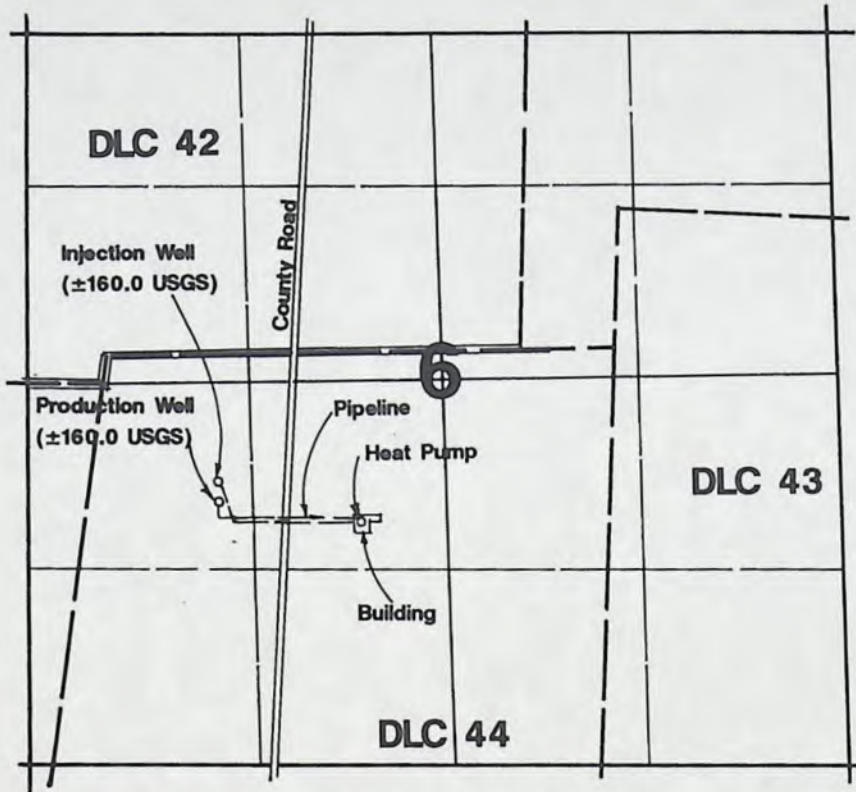 DLC 42
Injection Well
(±160.0 USGS)
County Road
6
Production Well
(±160.0 USGS)
Pipeline
Heat Pump
DLC 43
Building
DLC 44